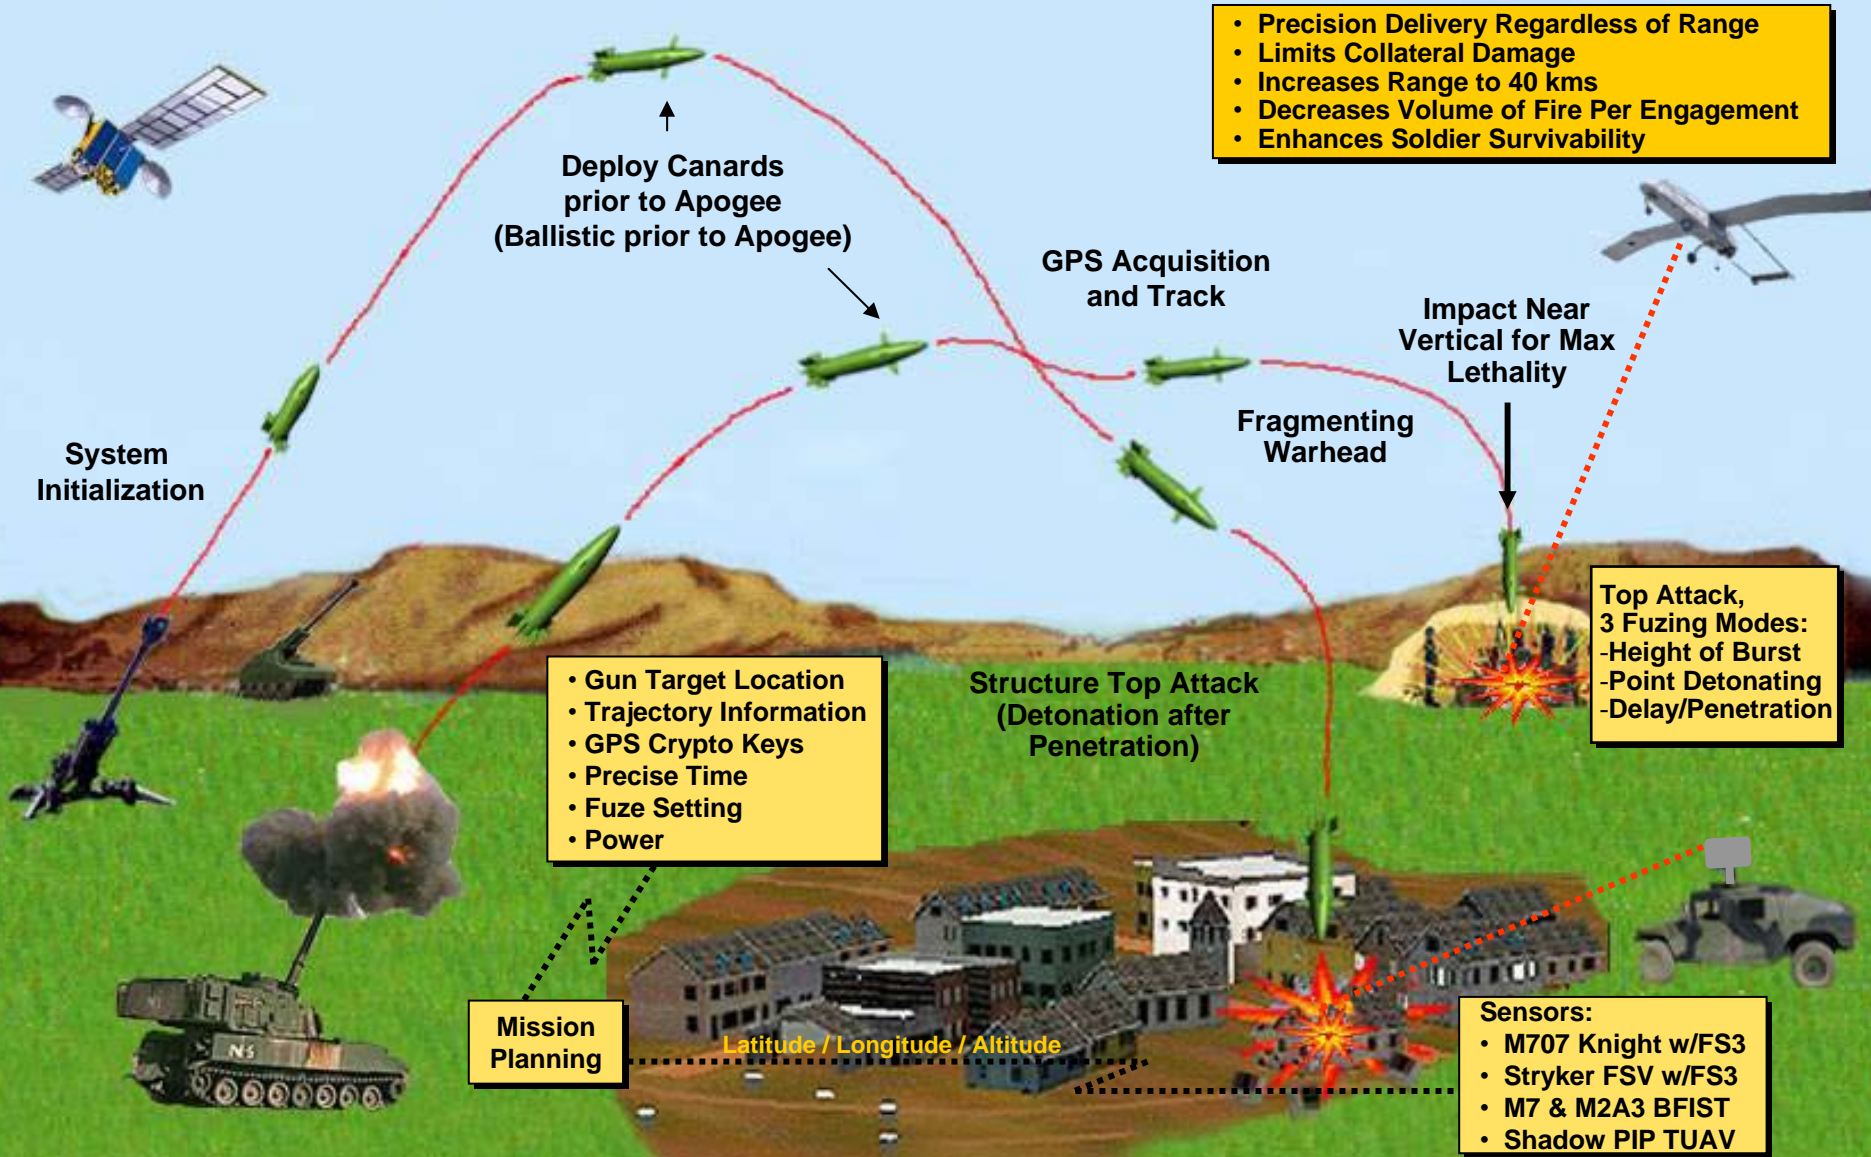 • Precision Delivery Regardless of Range
• Limits Collateral Damage
• Increases Range to 40 kms
• Decreases Volume of Fire Per Engagement
• Enhances Soldier Survivability
Deploy Canards
prior to Apogee
(Ballistic prior to Apogee)
GPS Acquisition
and Track
Impact Near
Vertical for Max
Lethality
Fragmenting
Warhead
System
Initialization
Top Attack,
3 Fuzing Modes:
-Height of Burst
-Point Detonating
-Delay/Penetration
• Gun Target Location
• Trajectory Information
• GPS Crypto Keys
• Precise Time
• Fuze Setting
• Power
Structure Top Attack
(Detonation after
Penetration)
Mission
Planning
Latitude / Longitude / Altitude
Sensors:
• M707 Knight w/FS3
• Stryker FSV w/FS3
• M7 & M2A3 BFIST
• Shadow PIP TUAV